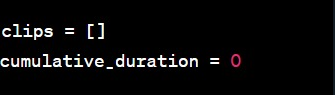 clips = []
cumulative_duration = 0